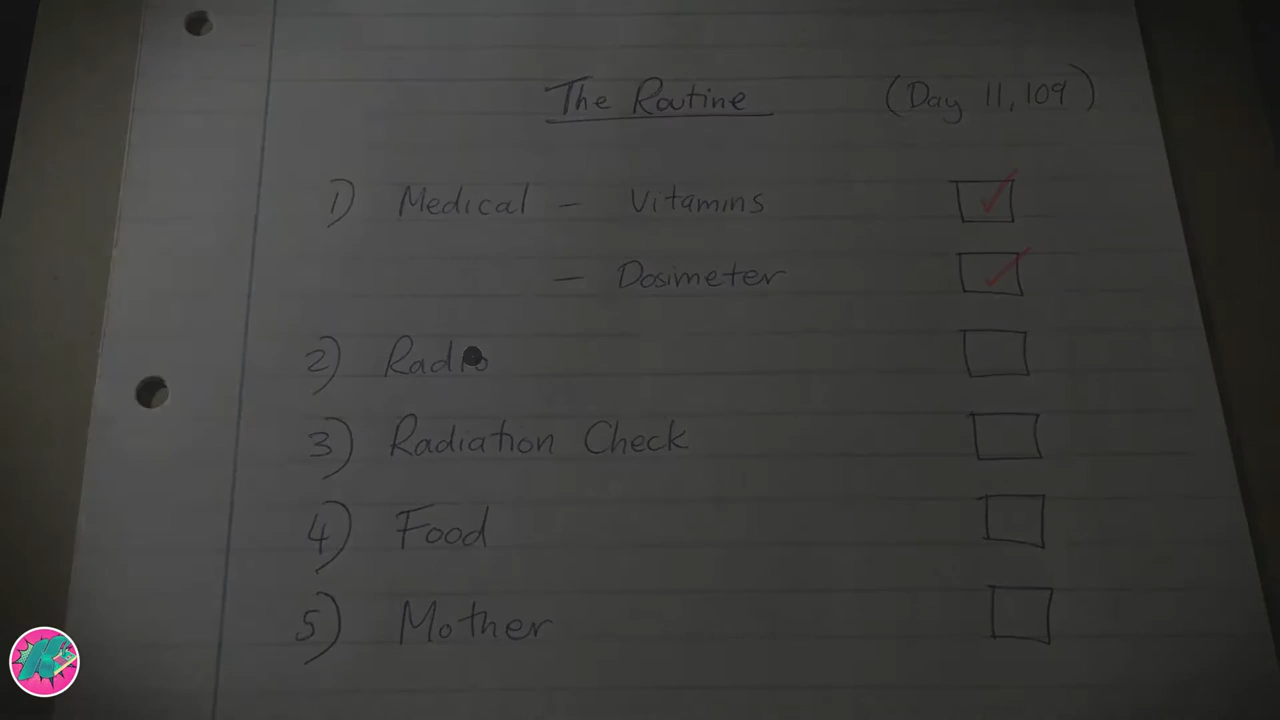 The Routine (Day 11,109)
1) Medical - Vitamins
- Dosimeter
2) Radio
3) Radiation Check
4) Food
5) Mother